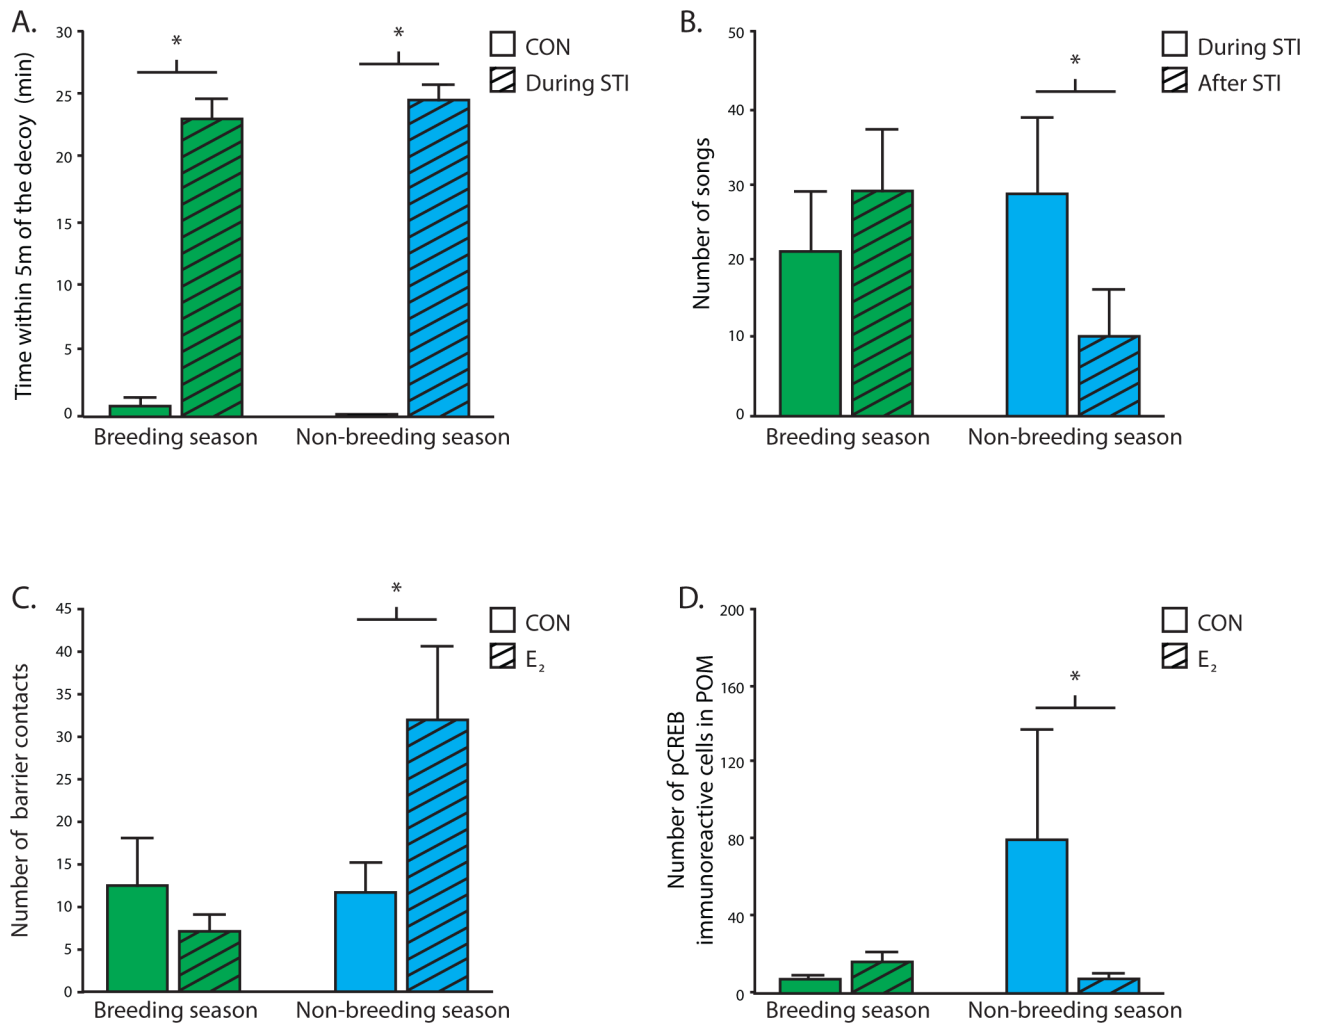 A.
Time within 5m of the decoy (min)
30
25
20
15
10
5
0
*
*
CON
During STI
Breeding season
Non-breeding season
B.
Number of songs
50
40
30
20
10
0
*
During STI
After STI
Breeding season
Non-breeding season
C.
Number of barrier contacts
45
40
35
30
25
20
15
10
5
0
*
CON
E₂
Breeding season
Non-breeding season
D.
Number of pCREB
immunoreactive cells in POM
200
160
120
80
40
0
*
CON
E₂
Breeding season
Non-breeding season